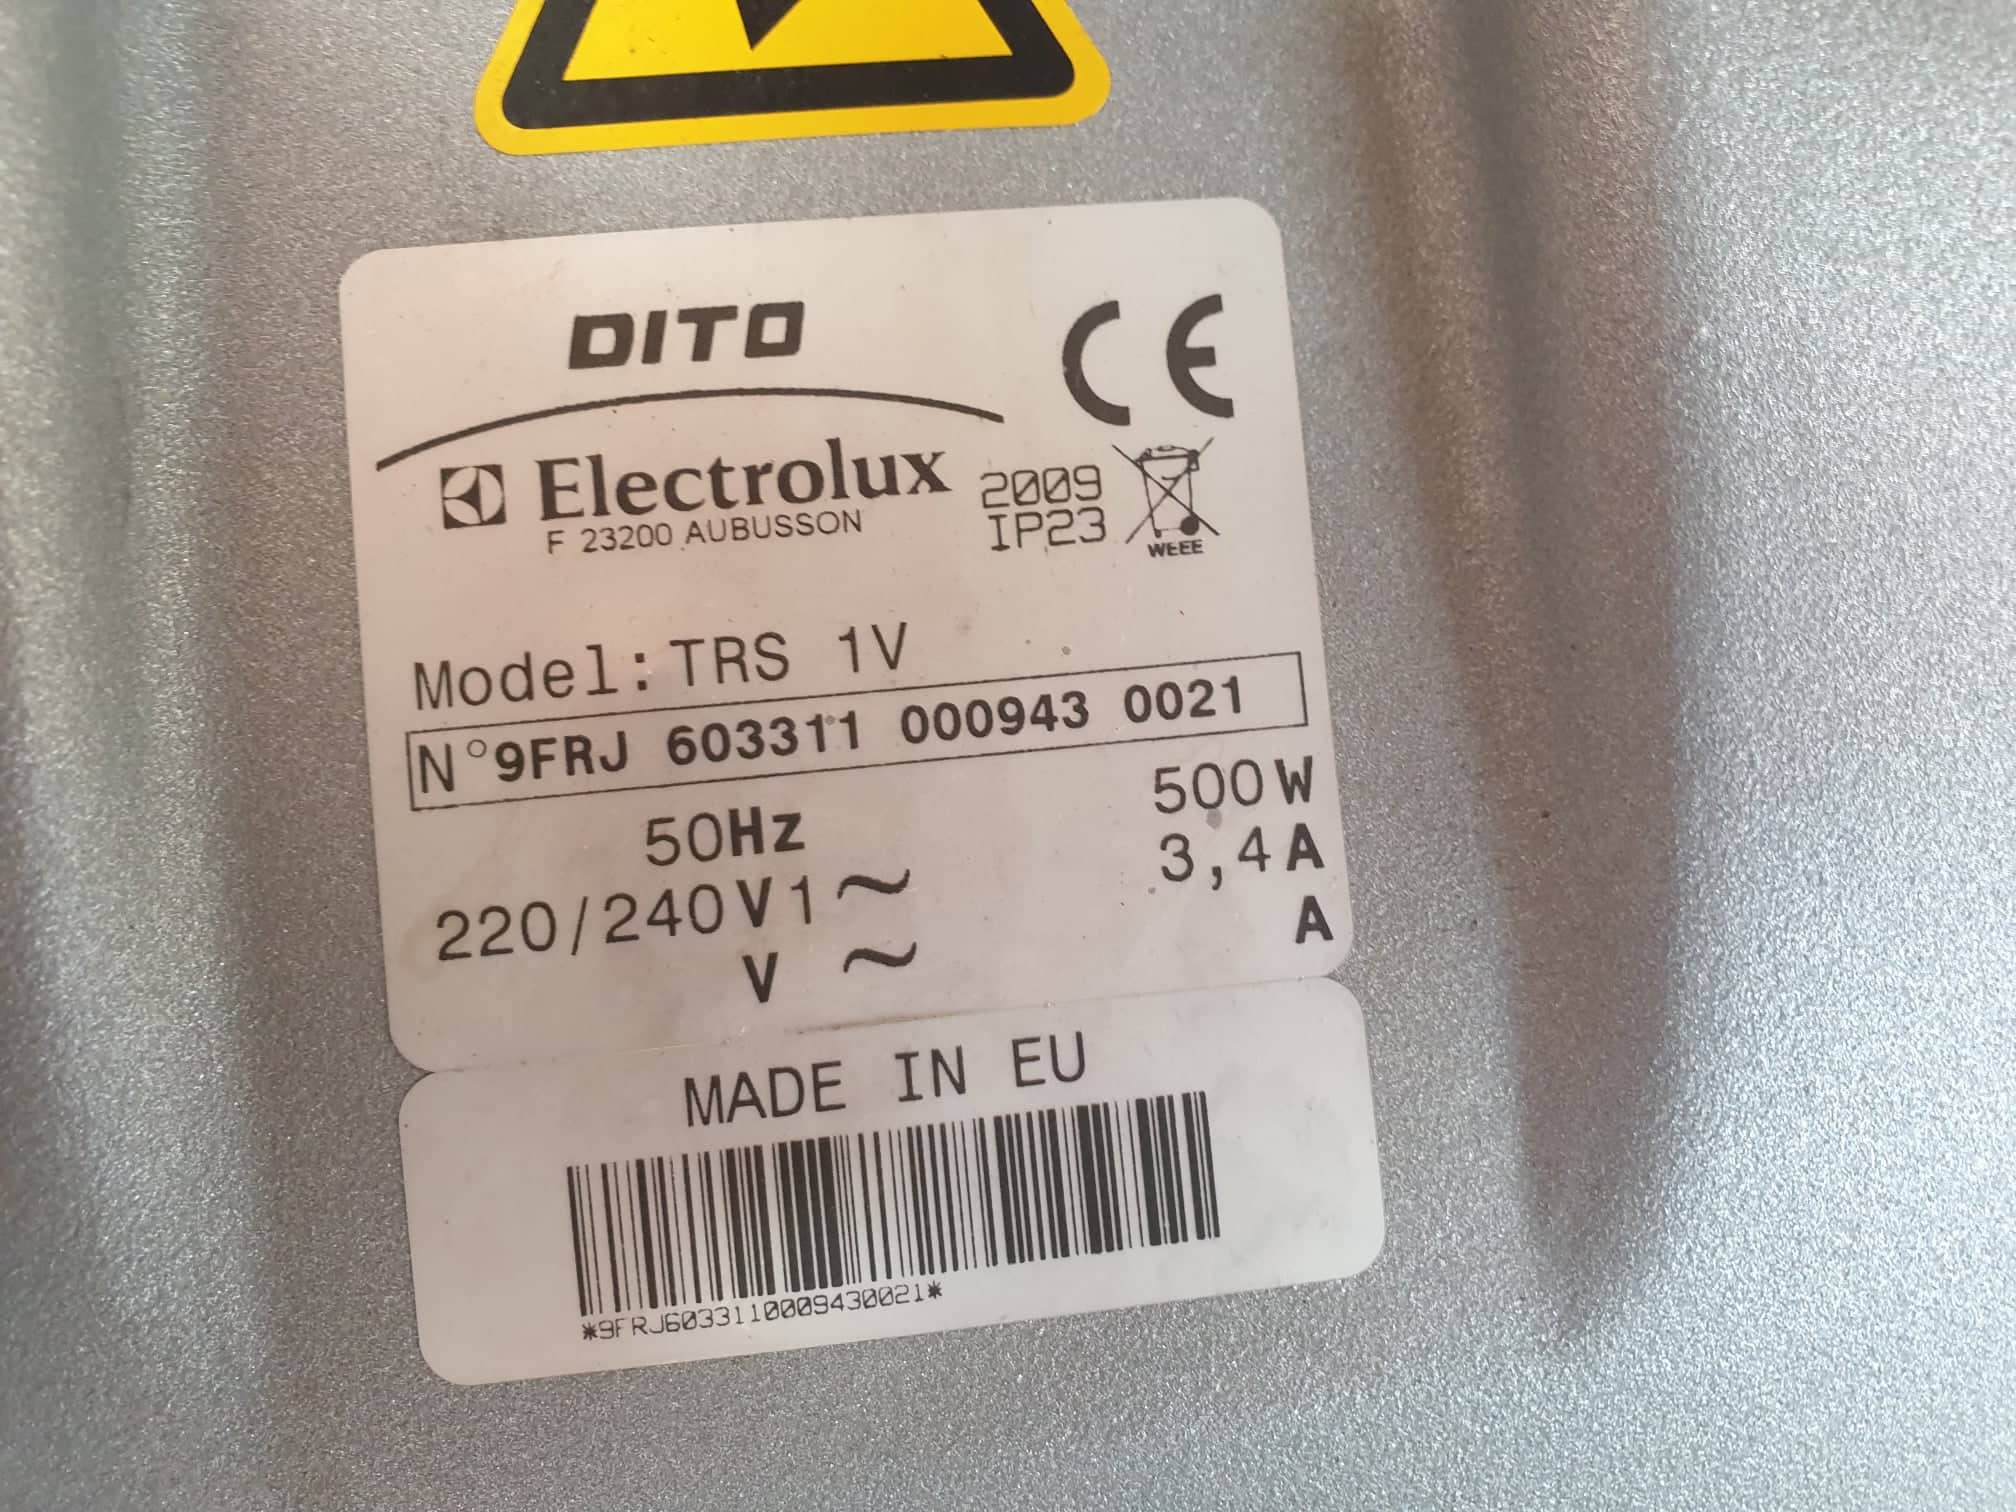 DITO
CE
Electrolux
F 23200 AUBUSSON
2009
IP23
WEEE
Model: TRS 1V
N°9FRJ 603311 000943 0021
50Hz 500W
220/240V1~ 3,4A
V ~ A
MADE IN EU
*9FRJ6033110009430021*